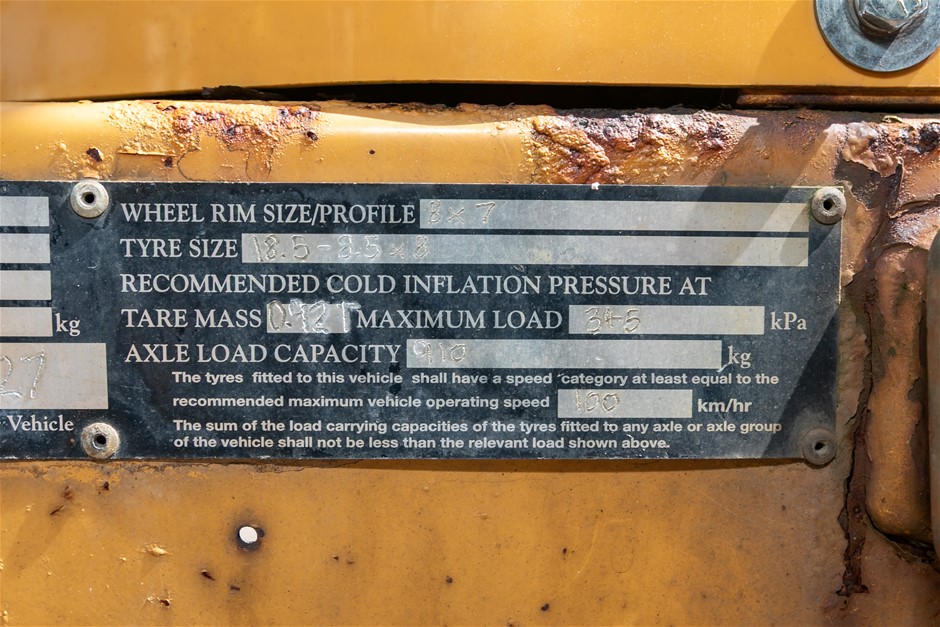 WHEEL RIM SIZE/PROFILE 8 x 7
TYRE SIZE 18.5 - 8.5 x 8
RECOMMENDED COLD INFLATION PRESSURE AT
TARE MASS 0.42T MAXIMUM LOAD 345 kPa
kg
AXLE LOAD CAPACITY 910 kg
27
The tyres fitted to this vehicle shall have a speed category at least equal to the
recommended maximum vehicle operating speed 100 km/hr
Vehicle
The sum of the load carrying capacities of the tyres fitted to any axle or axle group
of the vehicle shall not be less than the relevant load shown above.